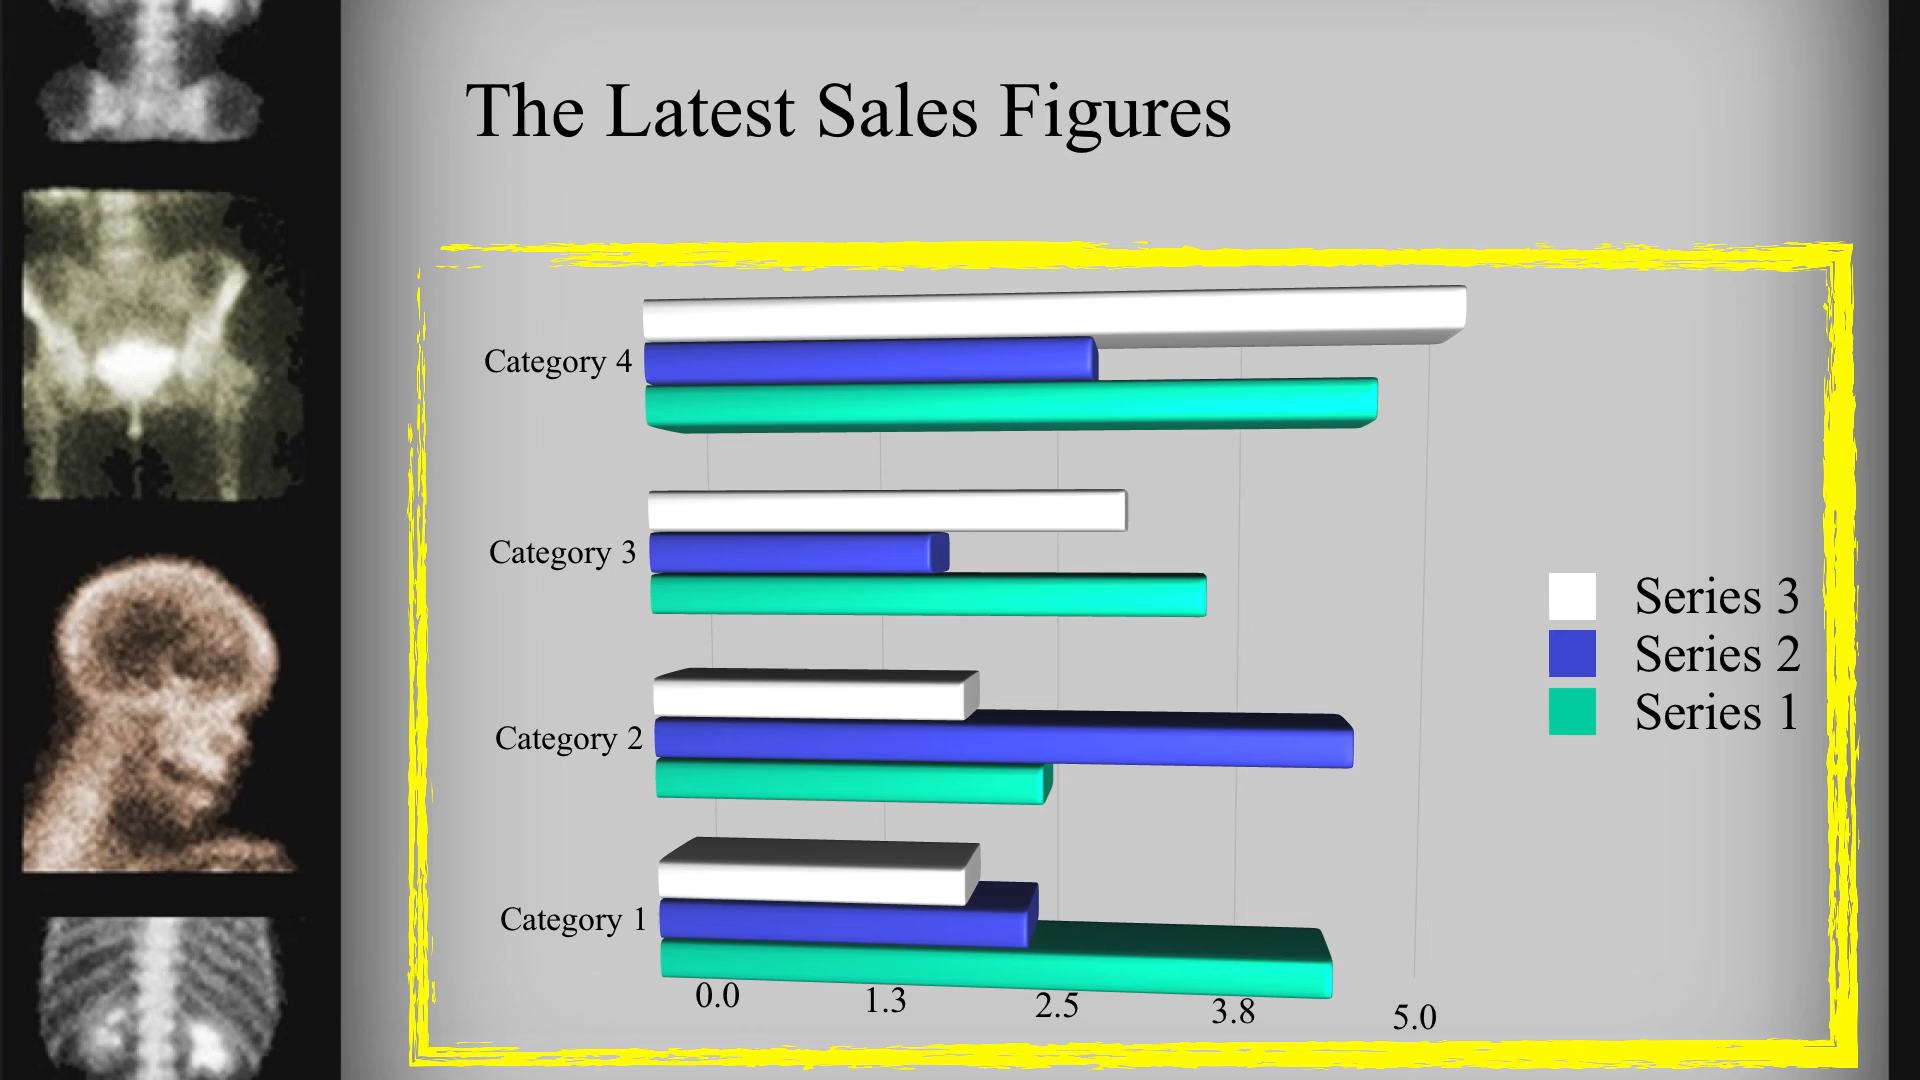 The Latest Sales Figures
Category 4
Category 3
Category 2
Category 1
0.0 1.3 2.5 3.8 5.0
Series 3
Series 2
Series 1